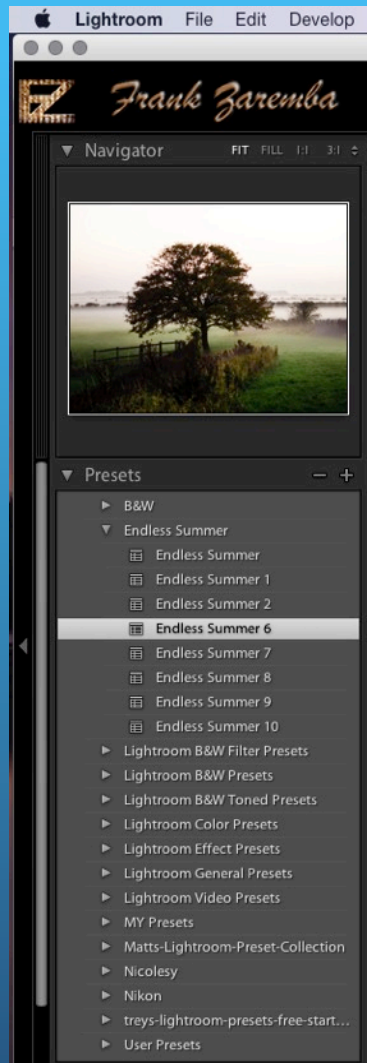 Lightroom File Edit Develop
FZ Frank Zaremba
Navigator FIT FILL 1:1 3:1
Presets
B&W
Endless Summer
Endless Summer
Endless Summer 1
Endless Summer 2
Endless Summer 6
Endless Summer 7
Endless Summer 8
Endless Summer 9
Endless Summer 10
Lightroom B&W Filter Presets
Lightroom B&W Presets
Lightroom B&W Toned Presets
Lightroom Color Presets
Lightroom Effect Presets
Lightroom General Presets
Lightroom Video Presets
MY Presets
Matts-Lightroom-Preset-Collection
Nicolesy
Nikon
treys-lightroom-presets-free-start...
User Presets